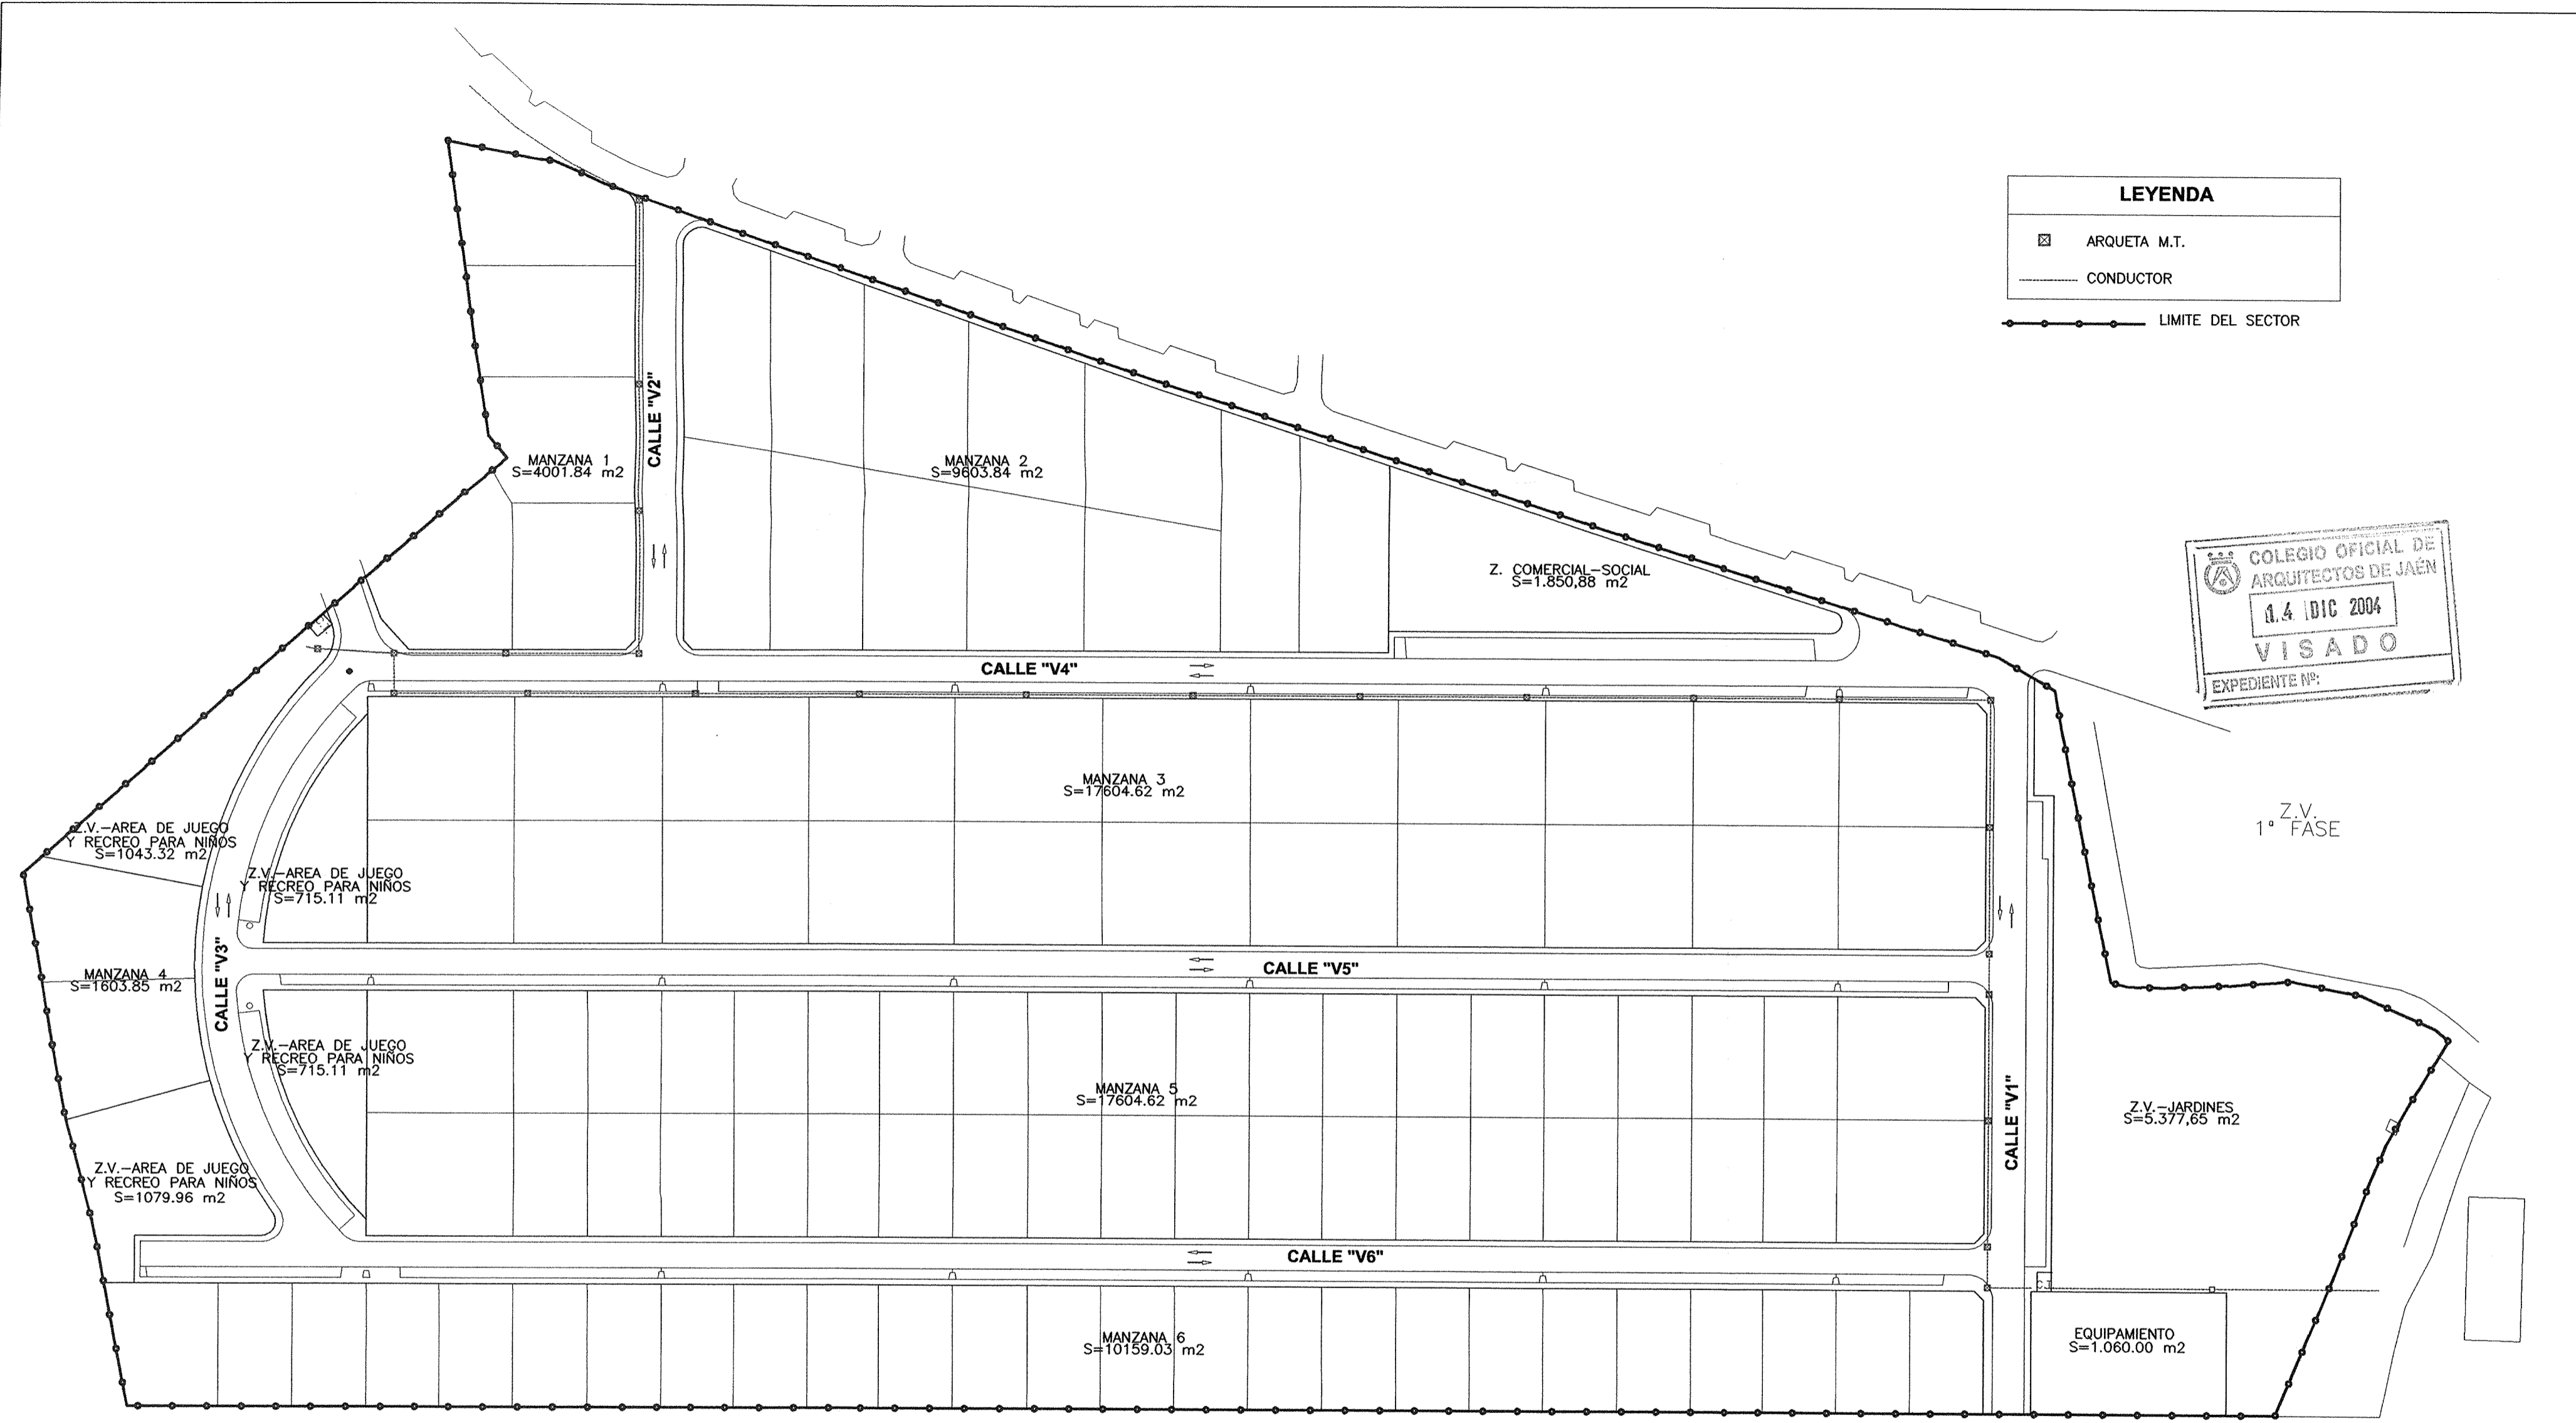 LEYENDA
ARQUETA M.T.
CONDUCTOR
LIMITE DEL SECTOR
CALLE "V2"
MANZANA 1
S=4001.84 m2
MANZANA 2
S=9603.84 m2
Z. COMERCIAL-SOCIAL
S=1.850,88 m2
COLEGIO OFICIAL DE
ARQUITECTOS DE JAÉN
14 DIC 2004
VISADO
EXPEDIENTE Nº:
CALLE "V4"
MANZANA 3
S=17604.62 m2
Z.V.
1ª FASE
Z.V.-AREA DE JUEGO
Y RECREO PARA NIÑOS
S=1043.32 m2
Z.V.-AREA DE JUEGO
Y RECREO PARA NIÑOS
S=715.11 m2
CALLE "V3"
MANZANA 4
S=1603.85 m2
CALLE "V5"
Z.V.-AREA DE JUEGO
Y RECREO PARA NIÑOS
S=715.11 m2
MANZANA 5
S=17604.62 m2
CALLE "V1"
Z.V.-JARDINES
S=5.377,65 m2
Z.V.-AREA DE JUEGO
Y RECREO PARA NIÑOS
S=1079.96 m2
CALLE "V6"
MANZANA 6
S=10159.03 m2
EQUIPAMIENTO
S=1.060.00 m2